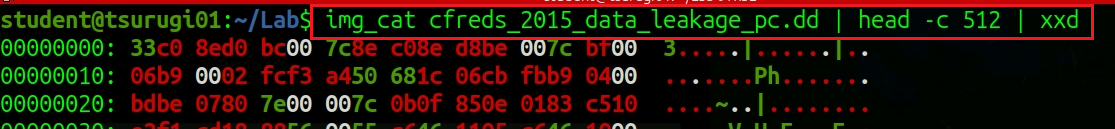 student@tsurugi01:~/Lab$ img_cat cfreds_2015_data_leakage_pc.dd | head -c 512 | xxd
00000000: 33c0 8ed0 bc00 7c8e c08e d8be 007c bf00  3.....|......|..
00000010: 06b9 0002 fcf3 a450 681c 06cb fbb9 0400  .......Ph.......
00000020: bdbe 0780 7e00 007c 0b0f 850e 0183 c510  ....~..|........